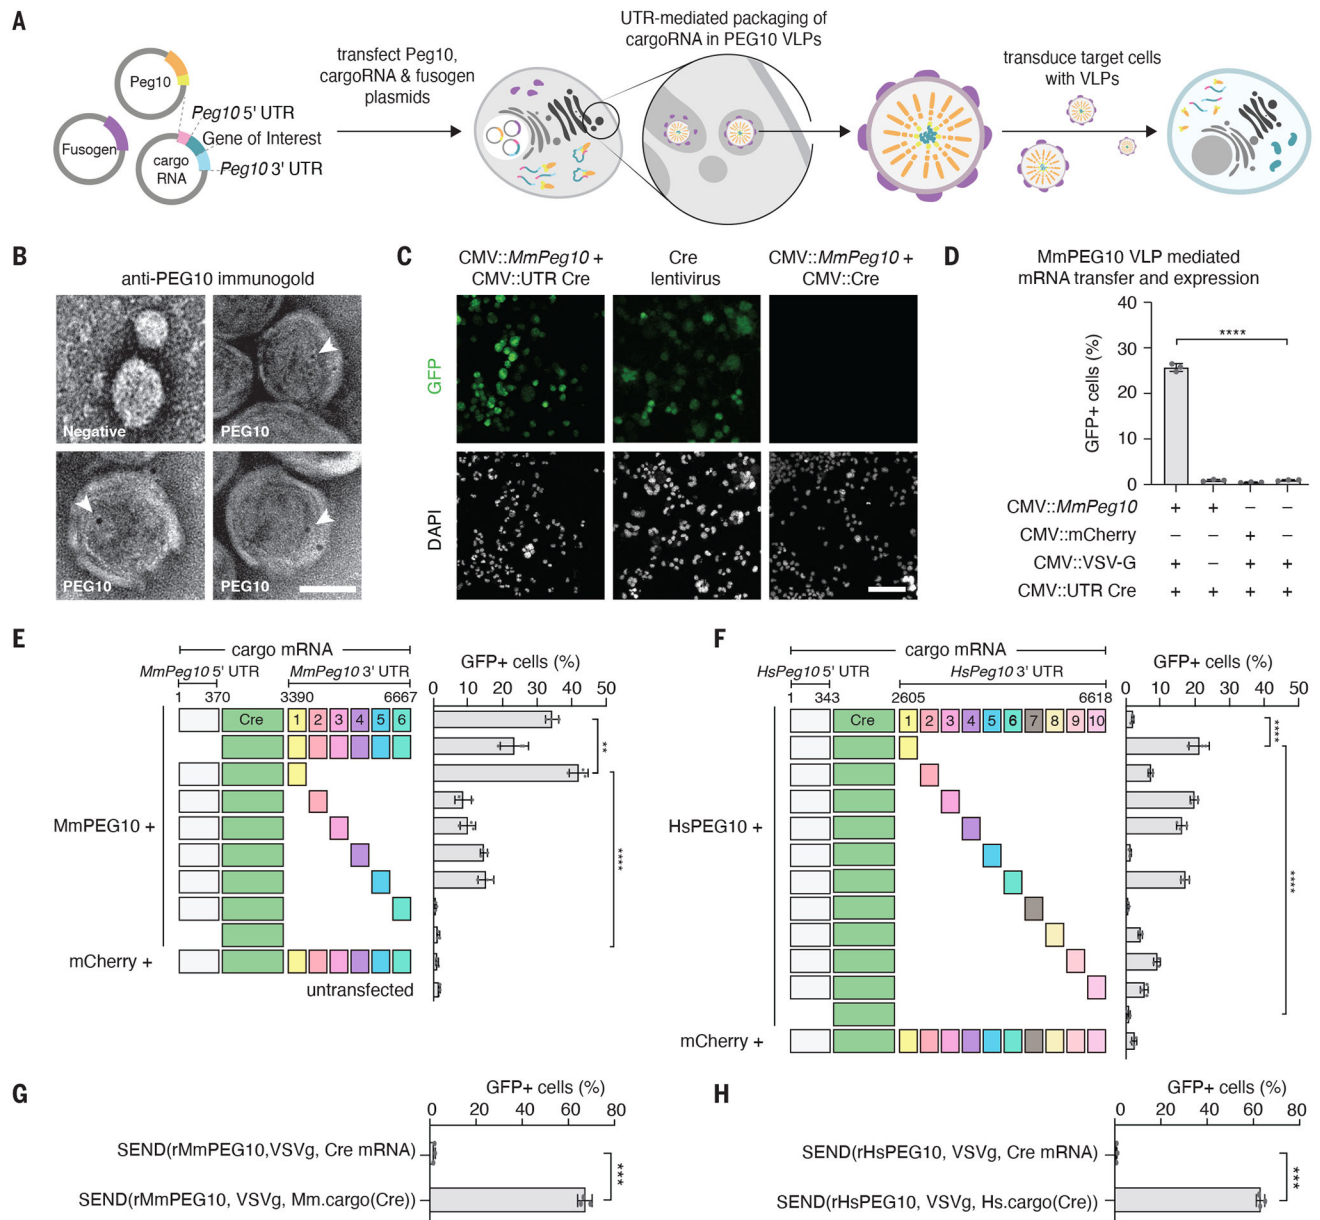 A
Peg10
Peg10 5' UTR
Gene of Interest
Fusogen
cargo
RNA
Peg10 3' UTR
transfect Peg10,
cargoRNA & fusogen
plasmids
UTR-mediated packaging of
cargoRNA in PEG10 VLPs
transduce target cells
with VLPs
B
anti-PEG10 immunogold
Negative
PEG10
PEG10
PEG10
C
CMV::MmPeg10 +
CMV::UTR Cre
Cre
lentivirus
CMV::MmPeg10 +
CMV::Cre
GFP
DAPI
D
MmPEG10 VLP mediated
mRNA transfer and expression
GFP+ cells (%)
40
30
20
10
0
****
CMV::MmPeg10 + + − −
CMV::mCherry − − + −
CMV::VSV-G + − + +
CMV::UTR Cre + + + +
E
cargo mRNA
MmPeg10 5' UTR
MmPeg10 3' UTR
1 370 3390 6667
GFP+ cells (%)
0 10 20 30 40 50
Cre 1 2 3 4 5 6
**
****
MmPEG10 +
mCherry +
untransfected
F
cargo mRNA
HsPeg10 5' UTR
HsPeg10 3' UTR
1 343 2605 6618
GFP+ cells (%)
0 10 20 30 40 50
Cre 1 2 3 4 5 6 7 8 9 10
****
****
HsPEG10 +
mCherry +
G
GFP+ cells (%)
0 20 40 60 80
SEND(rMmPEG10,VSVg, Cre mRNA)
SEND(rMmPEG10, VSVg, Mm.cargo(Cre))
***
H
GFP+ cells (%)
0 20 40 60 80
SEND(rHsPEG10, VSVg, Cre mRNA)
SEND(rHsPEG10, VSVg, Hs.cargo(Cre))
***